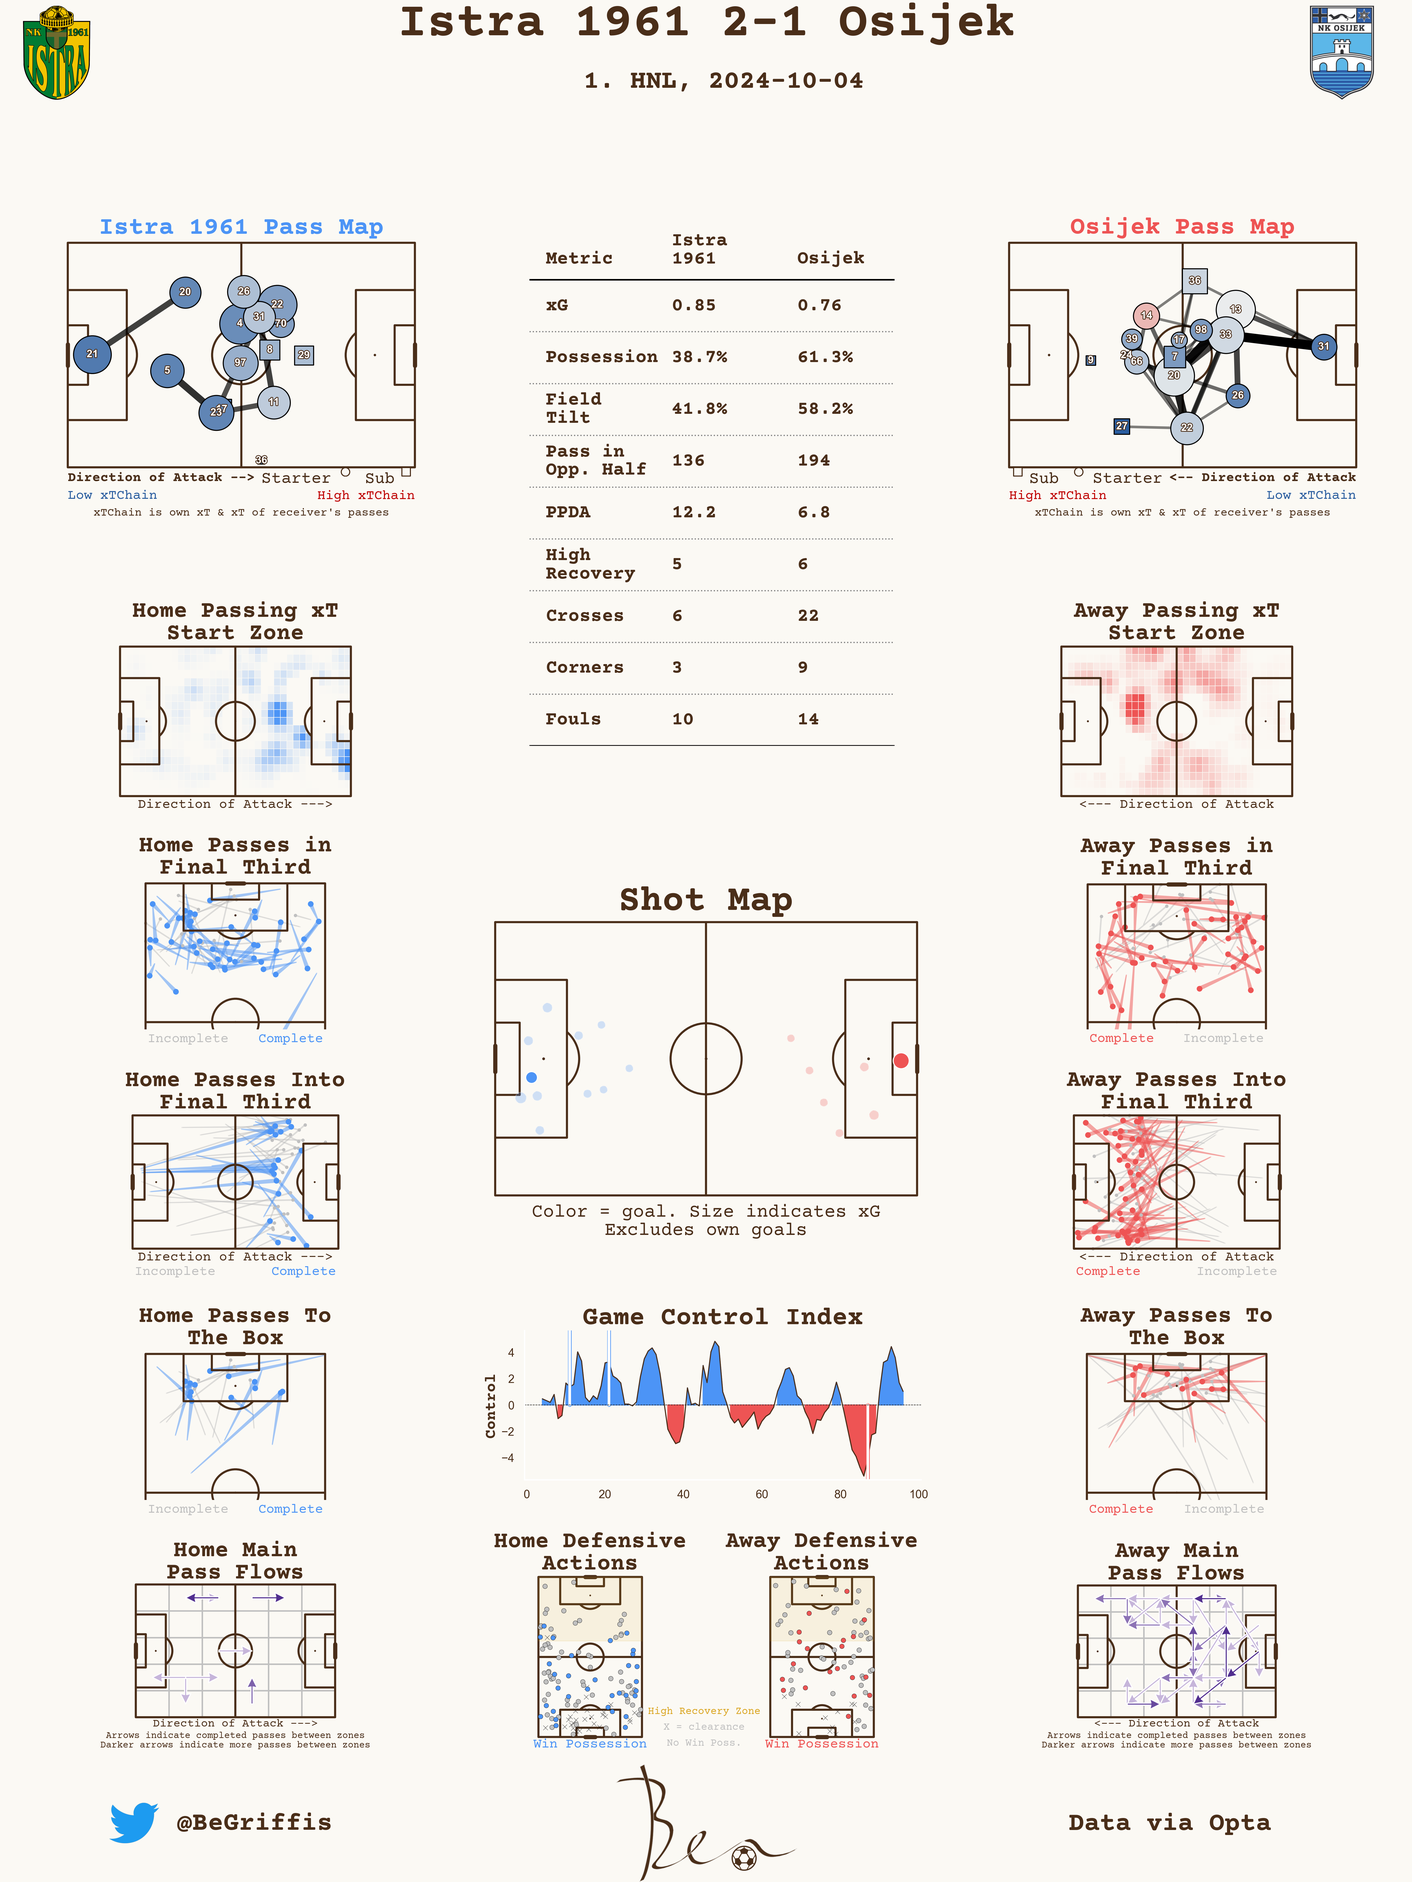 Istra 1961 2-1 Osijek
1. HNL, 2024-10-04
NK 1961
ISTRA
NK OSIJEK
Istra 1961 Pass Map
20
26
22
31
4
70
21
8
29
97
5
11
23
17
36
Direction of Attack --> Starter Sub
Low xTChain High xTChain
xTChain is own xT & xT of receiver's passes
Metric Istra 1961 Osijek
xG 0.85 0.76
Possession 38.7% 61.3%
Field Tilt 41.8% 58.2%
Pass in Opp. Half 136 194
PPDA 12.2 6.8
High Recovery 5 6
Crosses 6 22
Corners 3 9
Fouls 10 14
Osijek Pass Map
36
13
14
98
33
39
17
31
24
66
7
9
20
26
27
22
Sub Starter <-- Direction of Attack
High xTChain Low xTChain
xTChain is own xT & xT of receiver's passes
Home Passing xT
Start Zone
Direction of Attack --->
Away Passing xT
Start Zone
<--- Direction of Attack
Home Passes in
Final Third
Incomplete Complete
Away Passes in
Final Third
Complete Incomplete
Shot Map
Color = goal. Size indicates xG
Excludes own goals
Home Passes Into
Final Third
Direction of Attack --->
Incomplete Complete
Away Passes Into
Final Third
<--- Direction of Attack
Complete Incomplete
Home Passes To
The Box
Incomplete Complete
Game Control Index
Control
4
2
0
−2
−4
0 20 40 60 80 100
Away Passes To
The Box
Complete Incomplete
Home Main
Pass Flows
Direction of Attack --->
Arrows indicate completed passes between zones
Darker arrows indicate more passes between zones
Home Defensive
Actions
Win Possession
Away Defensive
Actions
Win Possession
High Recovery Zone
X = clearance
No Win Poss.
Away Main
Pass Flows
<--- Direction of Attack
Arrows indicate completed passes between zones
Darker arrows indicate more passes between zones
@BeGriffis
Ben
Data via Opta